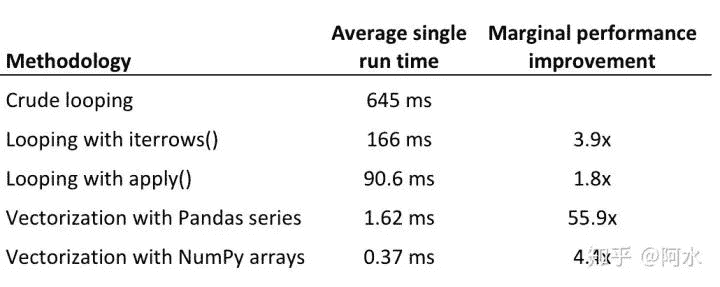 Methodology Average single run time Marginal performance improvement
Crude looping 645 ms
Looping with iterrows() 166 ms 3.9x
Looping with apply() 90.6 ms 1.8x
Vectorization with Pandas series 1.62 ms 55.9x
Vectorization with NumPy arrays 0.37 ms 4.4x
知乎 @阿水